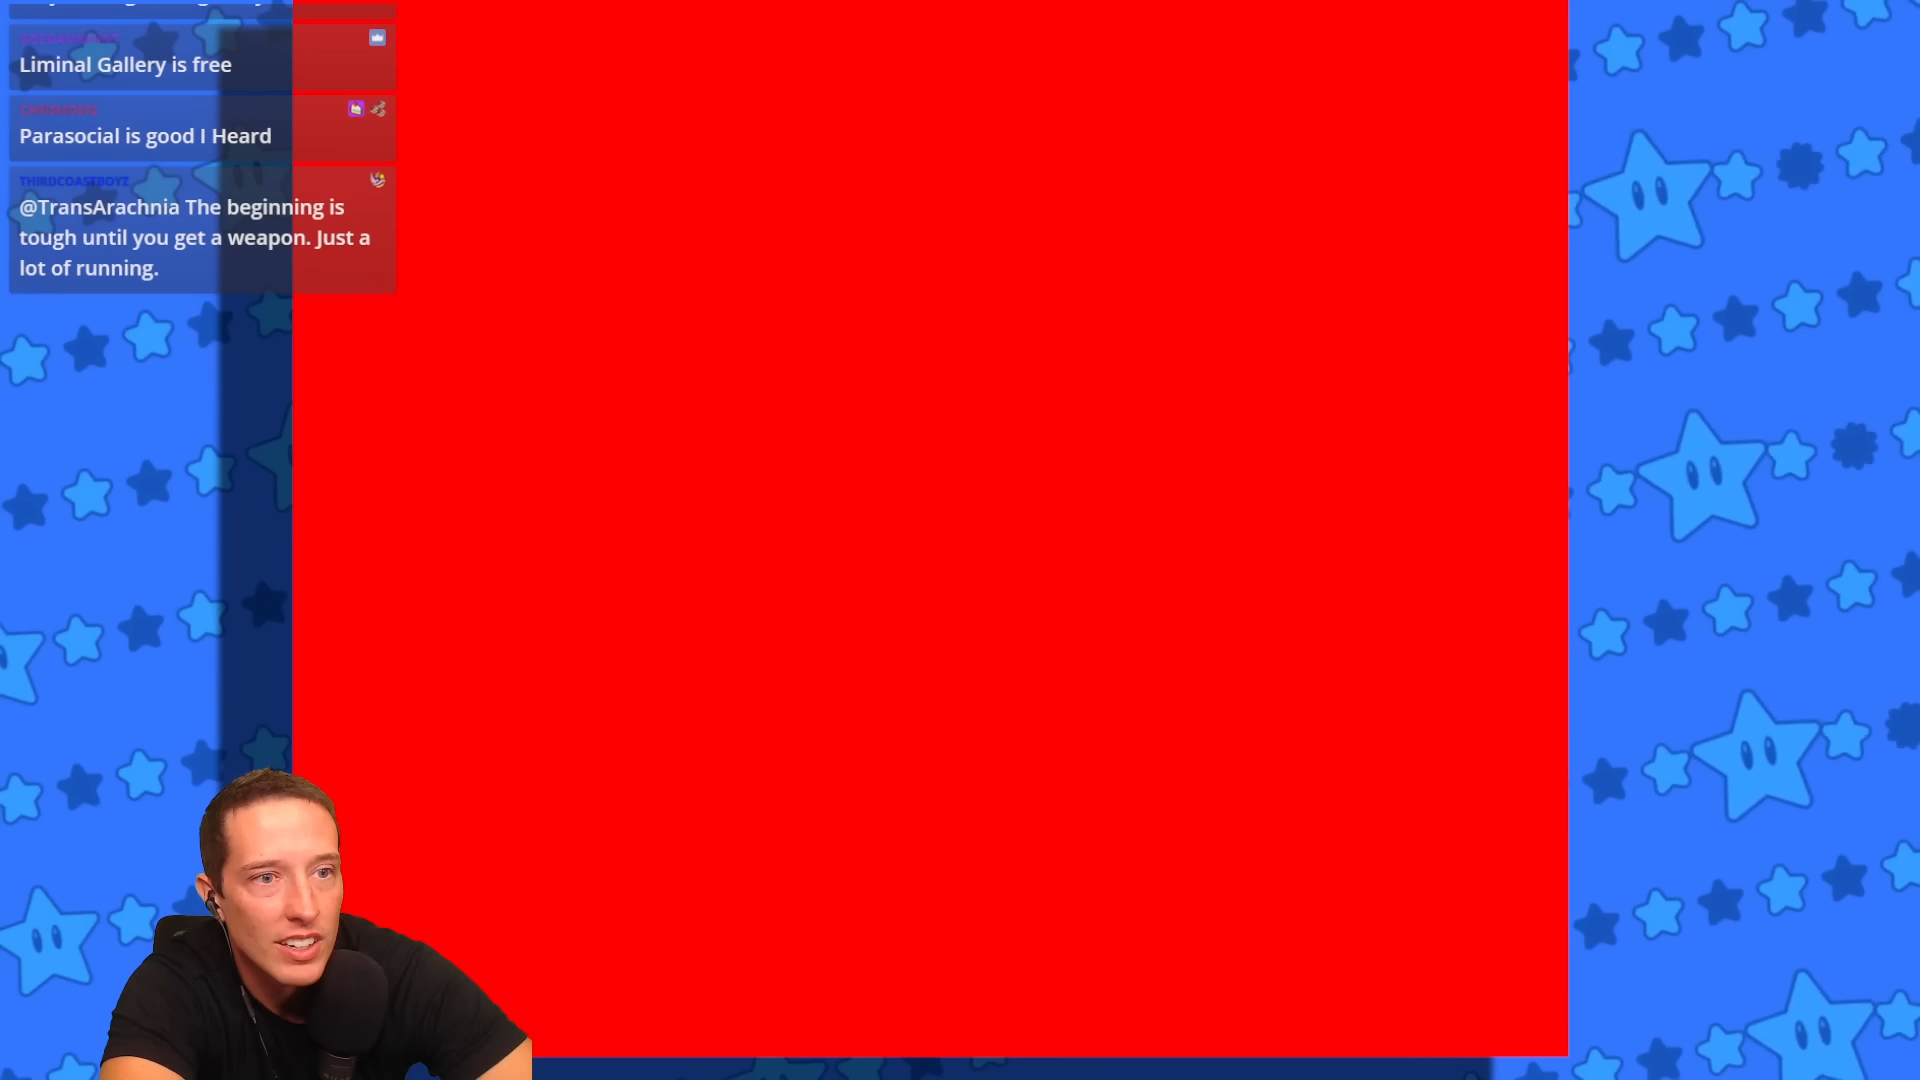 Liminal Gallery is free
Parasocial is good I Heard
THIRDCOASTBOYZ
@TransArachnia The beginning is
tough until you get a weapon. Just a
lot of running.